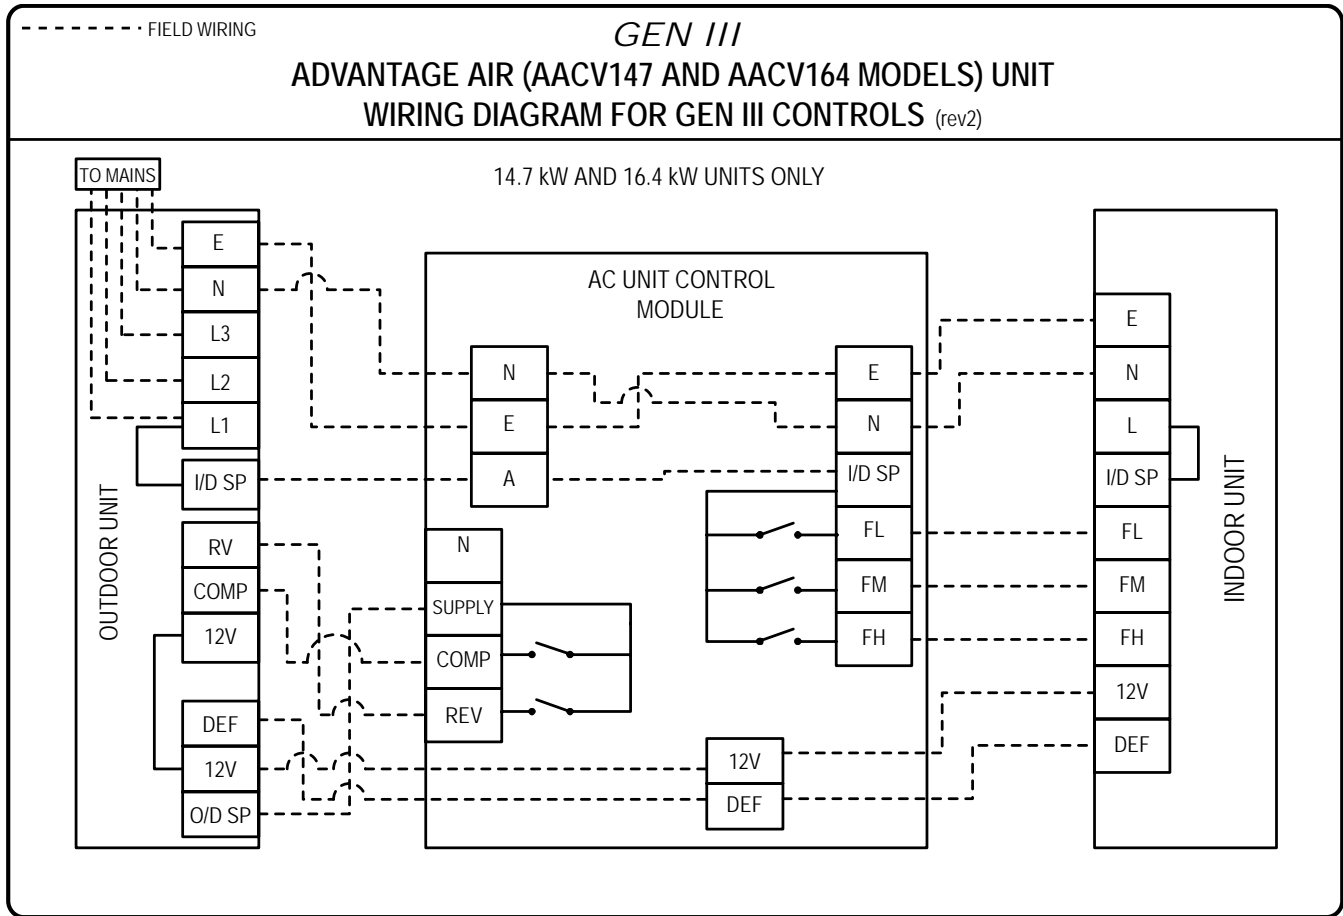 FIELD WIRING
GEN III
ADVANTAGE AIR (AACV147 AND AACV164 MODELS) UNIT
WIRING DIAGRAM FOR GEN III CONTROLS (rev2)
14.7 kW AND 16.4 kW UNITS ONLY
TO MAINS
OUTDOOR UNIT
E
N
L3
L2
L1
I/D SP
RV
COMP
12V
DEF
12V
O/D SP
AC UNIT CONTROL
MODULE
N
E
A
N
SUPPLY
COMP
REV
E
N
I/D SP
FL
FM
FH
12V
DEF
E
N
L
I/D SP
FL
FM
FH
12V
DEF
INDOOR UNIT